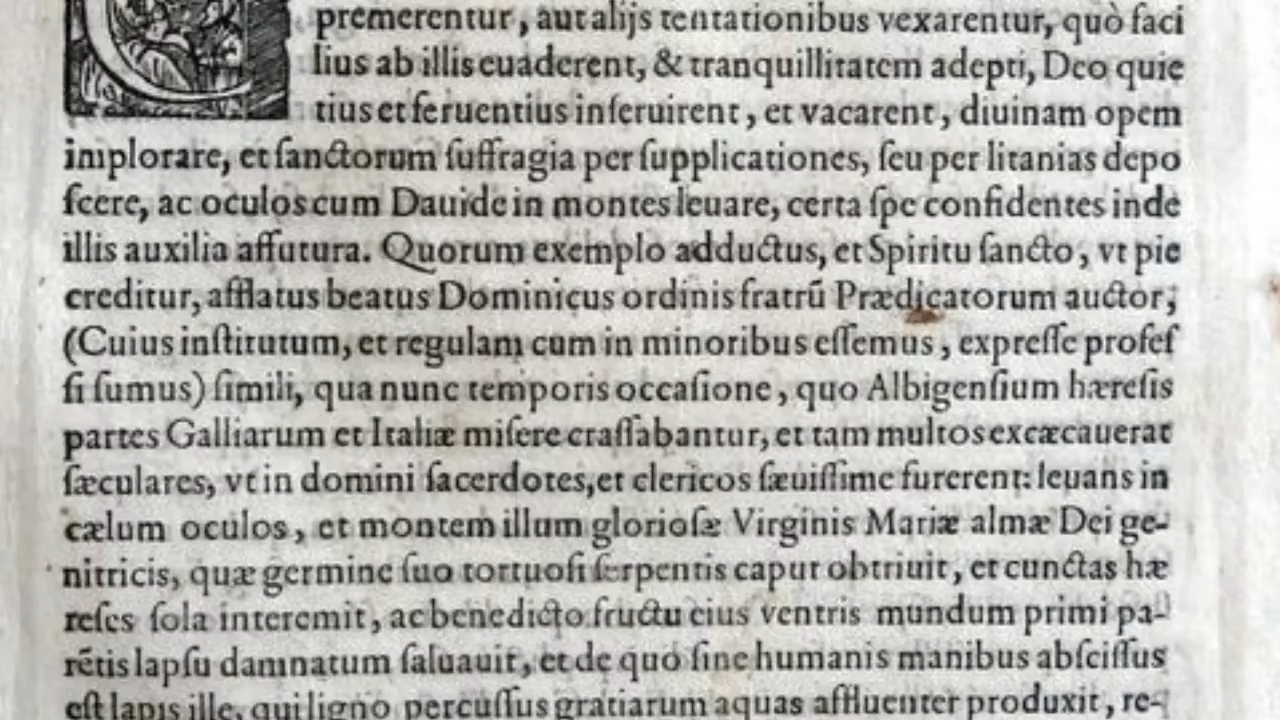 premerentur, aut alijs tentationibus vexarentur, quò faci
lius ab illis euaderent, & tranquillitatem adepti, Deo quie
tius et feruentius inseruirent, et vacarent, diuinam opem
implorare, et ſanctorum ſuffragia per ſupplicationes, ſeu per litanias depo
ſcere, ac oculos cum Dauide in montes leuare, certa ſpe confidentes inde
illis auxilia affutura. Quorum exemplo adductus, et Spiritu ſancto, vt pie
creditur, afflatus beatus Dominicus ordinis fratrū Prædicatorum auctor,
(Cuius inſtitutum, et regulam cum in minoribus eſſemus, expreſſe profeſ
ſi ſumus) ſimili, qua nunc temporis occaſione, quo Albigenſium hæreſis
partes Galliarum et Italiæ miſere craſſabantur, et tam multos excæcauerat
ſæculares, vt in domini ſacerdotes, et clericos ſæuiſſime furerent: leuans in
cælum oculos, et montem illum glorioſæ Virginis Mariæ almæ Dei ge-
nitricis, quæ germine ſuo tortuoſi ſerpentis caput obtriuit, et cunctas hæ
reſes ſola interemit, ac benedicto fructu eius ventris mundum primi pa-
rētis lapſu damnatum ſaluauit, et de quo ſine humanis manibus abſciſſus
eſt lapis ille, qui ligno percuſſus gratiarum aquas affluenter produxit, re-